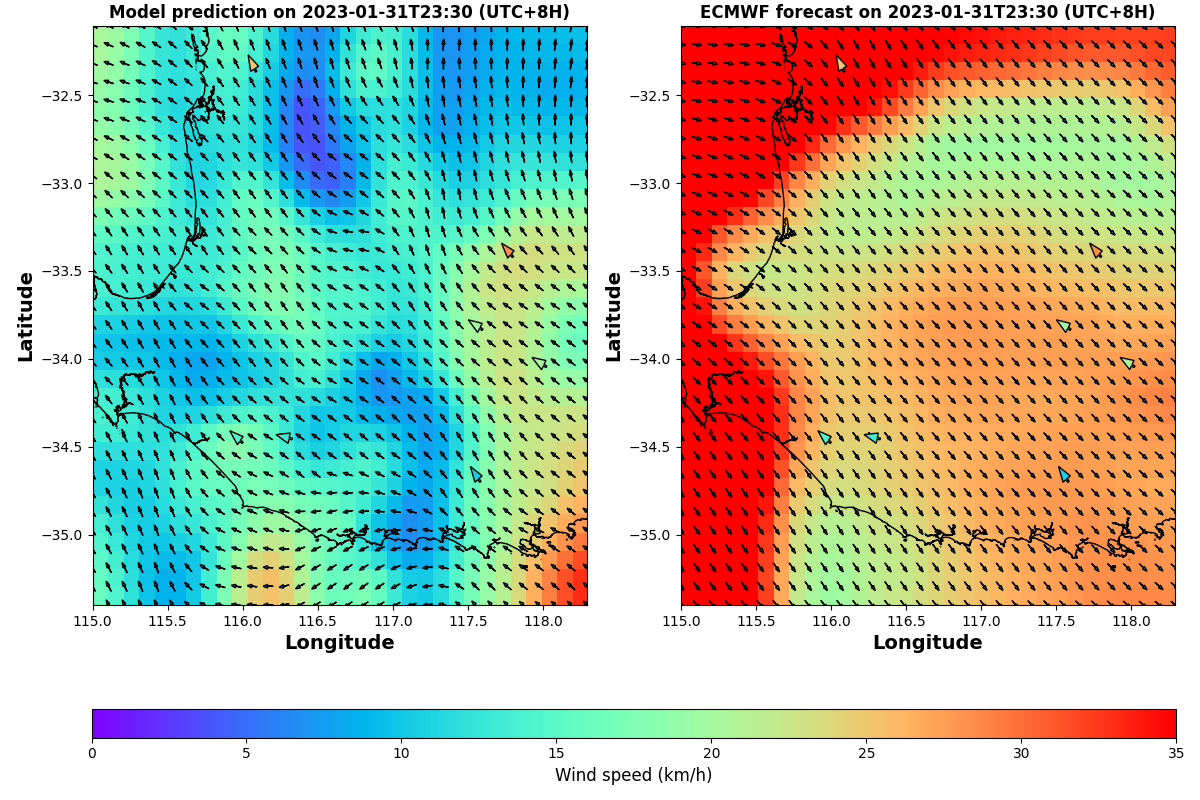 Model prediction on 2023-01-31T23:30 (UTC+8H)
ECMWF forecast on 2023-01-31T23:30 (UTC+8H)
Latitude
−32.5
−33.0
−33.5
−34.0
−34.5
−35.0
115.0 115.5 116.0 116.5 117.0 117.5 118.0
Longitude
Latitude
−32.5
−33.0
−33.5
−34.0
−34.5
−35.0
115.0 115.5 116.0 116.5 117.0 117.5 118.0
Longitude
0 5 10 15 20 25 30 35
Wind speed (km/h)